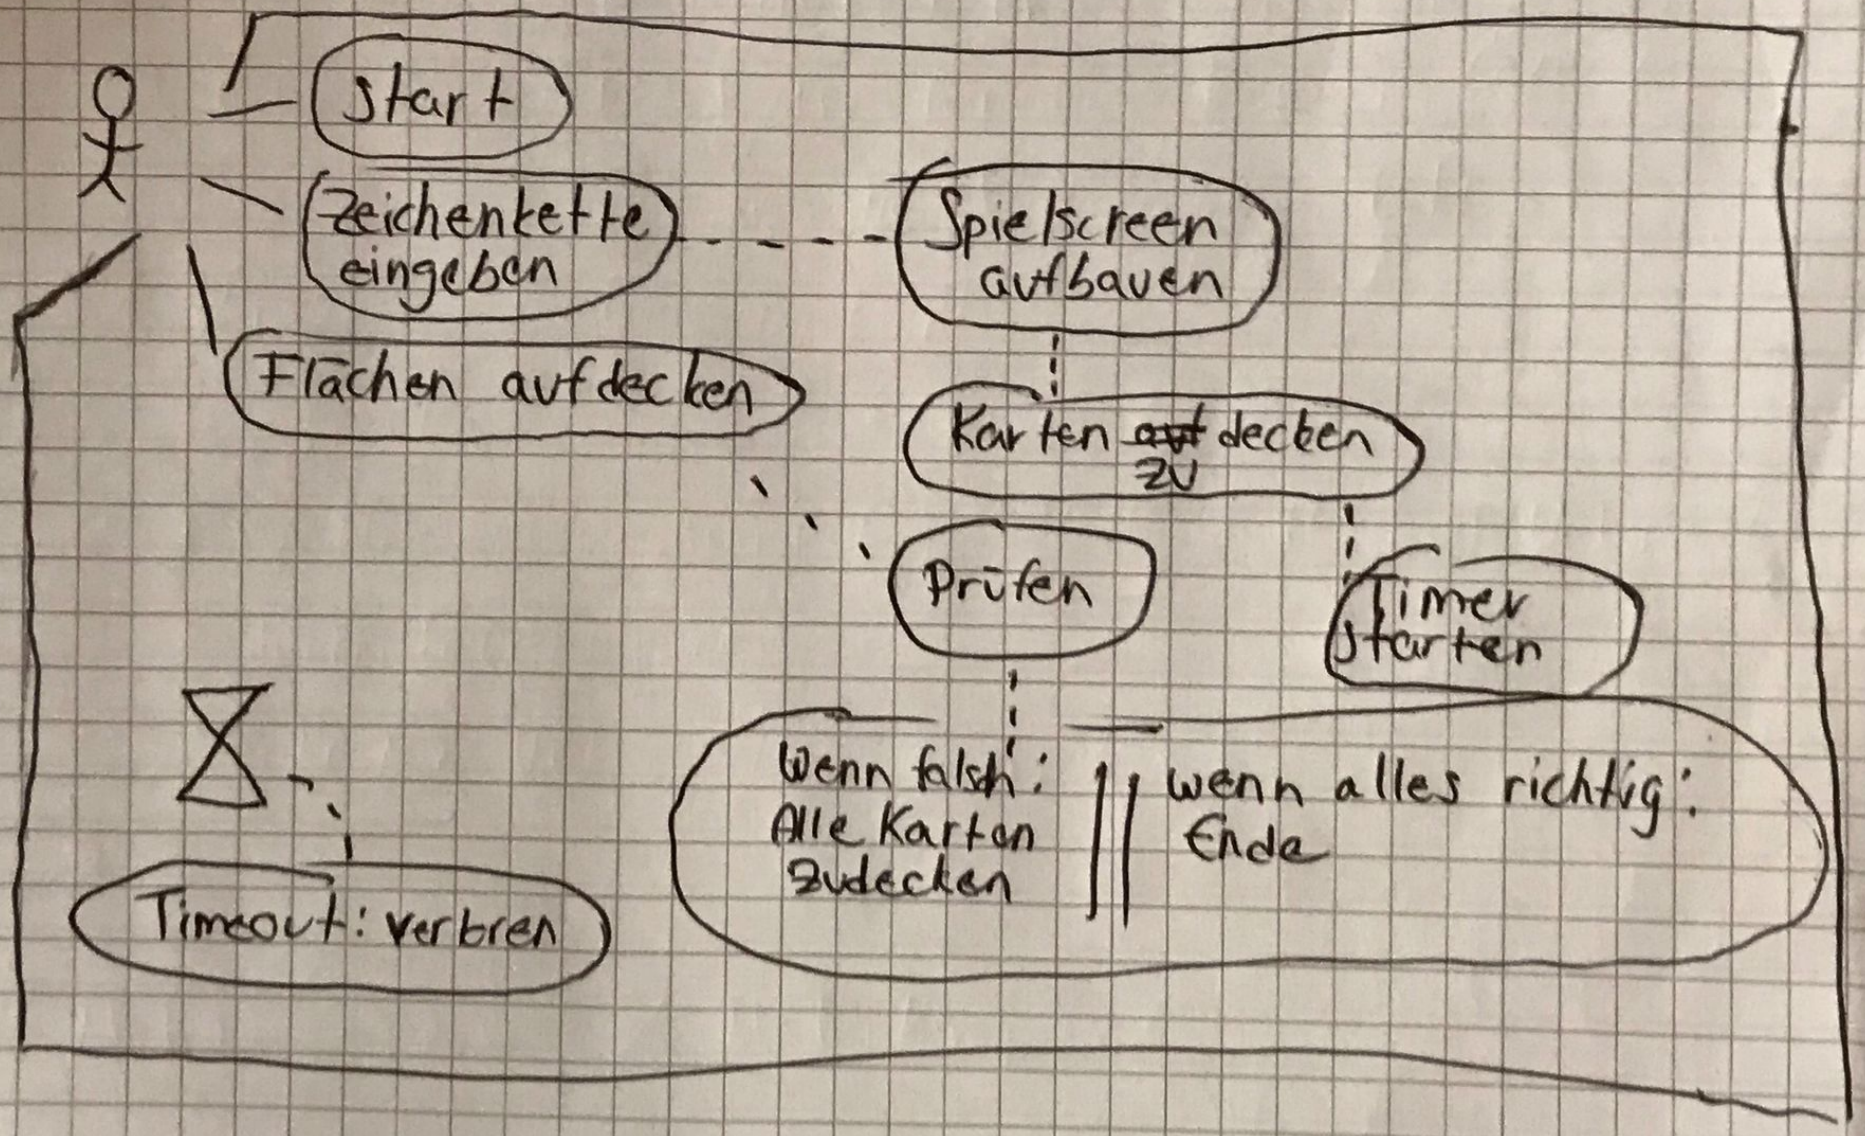 Start
Zeichenkette
eingeben
Spielscreen
aufbauen
Flächen aufdecken
Karten auf decken
zu
Prüfen
Timer
starten
Wenn falsch:
Alle Karten
zudecken
wenn alles richtig:
Ende
Timeout: verloren